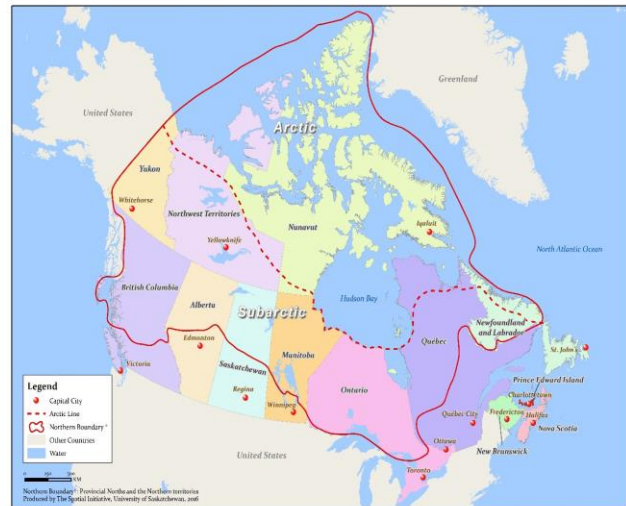 Greenland
United States
Arctic
Yukon
Whitehorse
Northwest Territories
Nunavut
Iqaluit
Yellowknife
North Atlantic Ocean
British Columbia
Hudson Bay
Alberta
Subarctic
Newfoundland
and Labrador
Edmonton
Quebec
Saskatchewan
Manitoba
St. John's
Victoria
Ontario
Prince Edward Island
Regina
Charlottetown
Winnipeg
Quebec City
Fredericton
Halifax
Nova Scotia
Ottawa
New Brunswick
United States
Toronto
Legend
Capital City
Arctic Line
Northern Boundary *
Other Countries
Water
KM
Northern Boundary*: Provincial Norths and the Northern territories
Produced by The Spatial Initiative, University of Saskatchewan, 2016